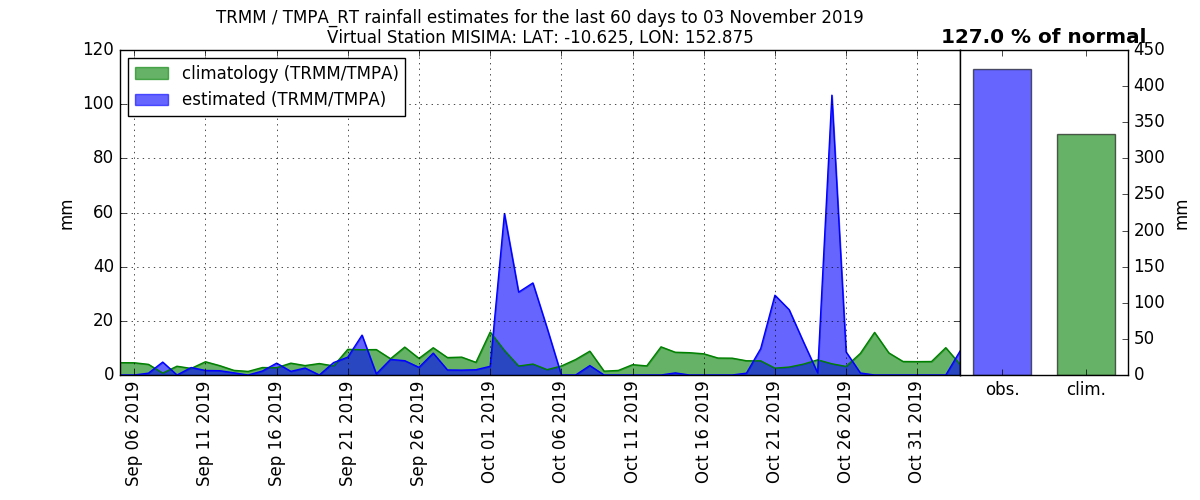 TRMM / TMPA_RT rainfall estimates for the last 60 days to 03 November 2019
Virtual Station MISIMA: LAT: -10.625, LON: 152.875
127.0 % of normal
climatology (TRMM/TMPA)
estimated (TRMM/TMPA)
mm
120
100
80
60
40
20
0
Sep 06 2019
Sep 11 2019
Sep 16 2019
Sep 21 2019
Sep 26 2019
Oct 01 2019
Oct 06 2019
Oct 11 2019
Oct 16 2019
Oct 21 2019
Oct 26 2019
Oct 31 2019
450
400
350
300
250
200
150
100
50
0
mm
obs.
clim.